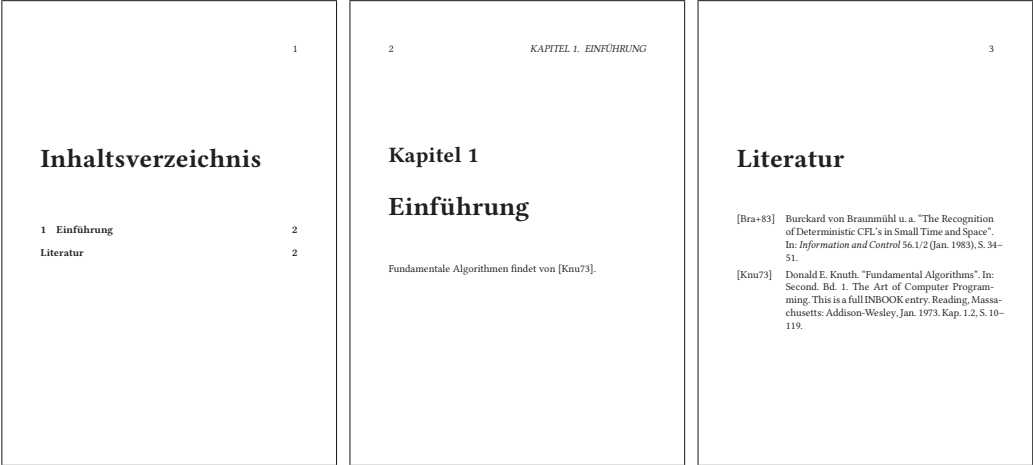 1
Inhaltsverzeichnis
1 Einführung 2
Literatur 2
2 KAPITEL 1. EINFÜHRUNG
Kapitel 1
Einführung
Fundamentale Algorithmen findet von [Knu73].
3
Literatur
[Bra+83] Burckard von Braunmühl u. a. “The Recognition
of Deterministic CFL’s in Small Time and Space”.
In: Information and Control 56.1/2 (Jan. 1983), S. 34–
51.
[Knu73] Donald E. Knuth. “Fundamental Algorithms”. In:
Second. Bd. 1. The Art of Computer Program-
ming. This is a full INBOOK entry. Reading, Massa-
chusetts: Addison-Wesley, Jan. 1973. Kap. 1.2, S. 10–
119.